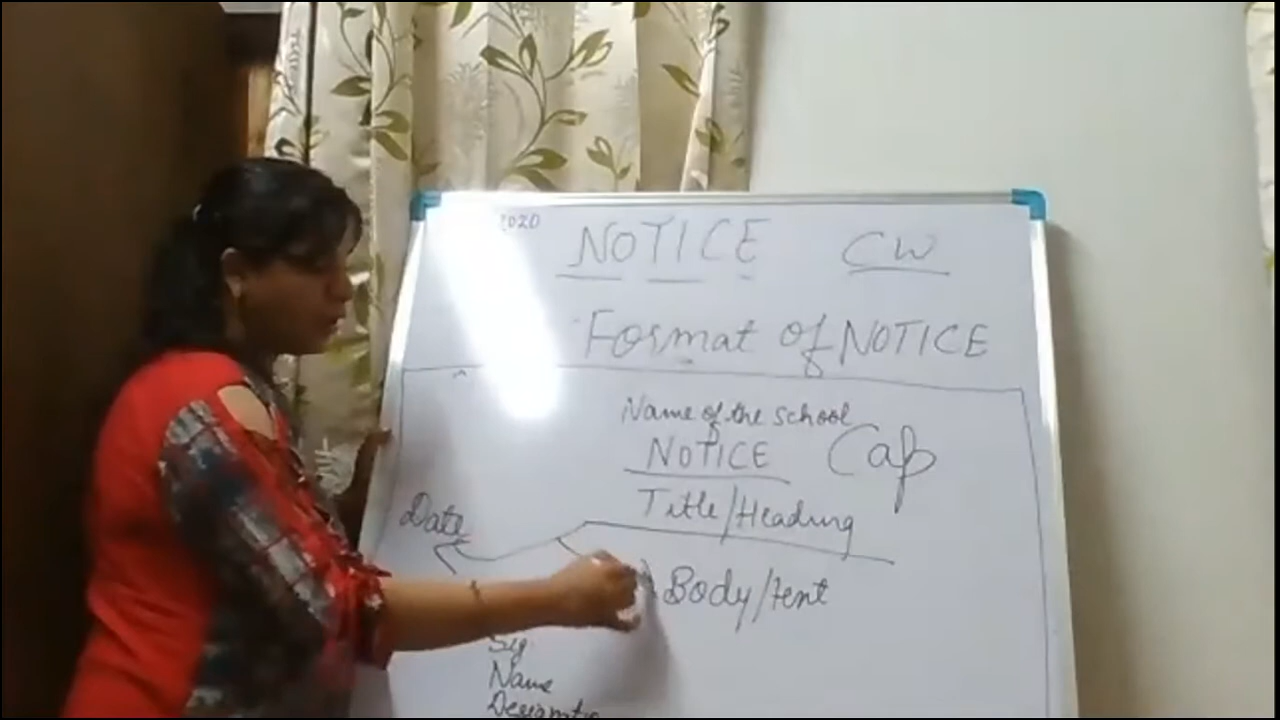 2020
NOTICE CW
Format of NOTICE
Name of the school
NOTICE Cap
Title/Heading
Date
Body/text
Sig
Name